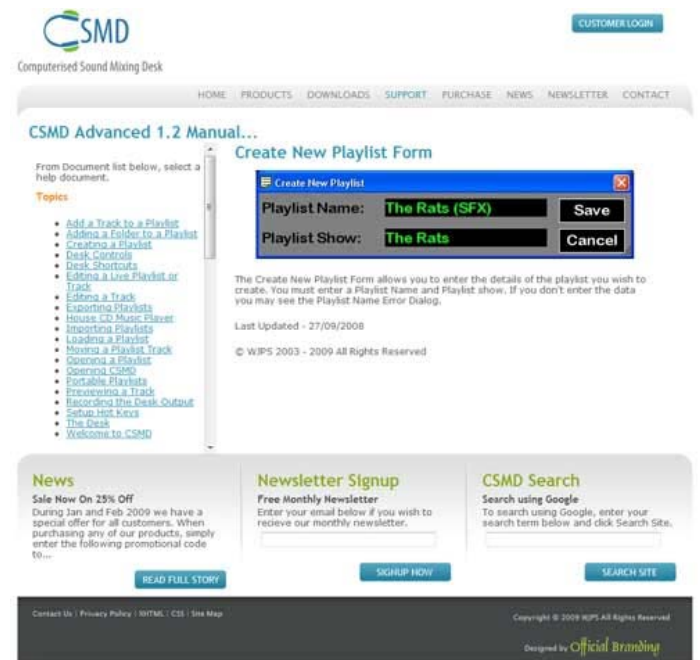 CSMD
Computerised Sound Mixing Desk
CUSTOMER LOGIN
HOME PRODUCTS DOWNLOADS SUPPORT PURCHASE NEWS NEWSLETTER CONTACT
CSMD Advanced 1.2 Manual...
From Document list below, select a
help document.
Topics
Add a Track to a Playlist
Adding a Folder to a Playlist
Creating a Playlist
Desk Controls
Desk Shortcuts
Editing a Live Playlist or
Track
Editing a Track
Exporting Playlists
House CD Music Player
Importing Playlists
Loading a Playlist
Moving a Playlist Track
Opening a Playlist
Opening CSMD
Portable Playlists
Previewing a Track
Recording the Desk Output
Setup Hot Keys
The Desk
Welcome to CSMD
Create New Playlist Form
Create New Playlist
Playlist Name: The Rats (SFX) Save
Playlist Show: The Rats Cancel
The Create New Playlist Form allows you to enter the details of the playlist you wish to
create. You must enter a Playlist Name and Playlist show. If you don't enter the data
you may see the Playlist Name Error Dialog.
Last Updated - 27/09/2008
© WJPS 2003 - 2009 All Rights Reserved
News
Sale Now On 25% Off
During Jan and Feb 2009 we have a
special offer for all customers. When
purchasing any of our products, simply
enter the following promotional code
to...
READ FULL STORY
Newsletter Signup
Free Monthly Newsletter
Enter your email below if you wish to
recieve our monthly newsletter.
SIGNUP NOW
CSMD Search
Search using Google
To search using Google, enter your
search term below and click Search Site.
SEARCH SITE
Contact Us | Privacy Policy | XHTML | CSS | Site Map
Copyright © 2009 WJPS All Rights Reserved
Designed by Official Branding